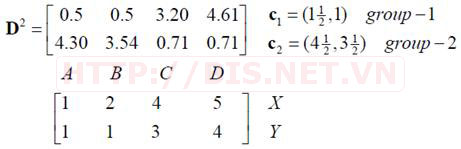 D² = [0.5 0.5 3.20 4.61] c₁ = (1½,1) group-1
[4.30 3.54 0.71 0.71] c₂ = (4½,3½) group-2
A B C D
HTTP://BIS.NET.VN
[1 2 4 5] X
[1 1 3 4] Y